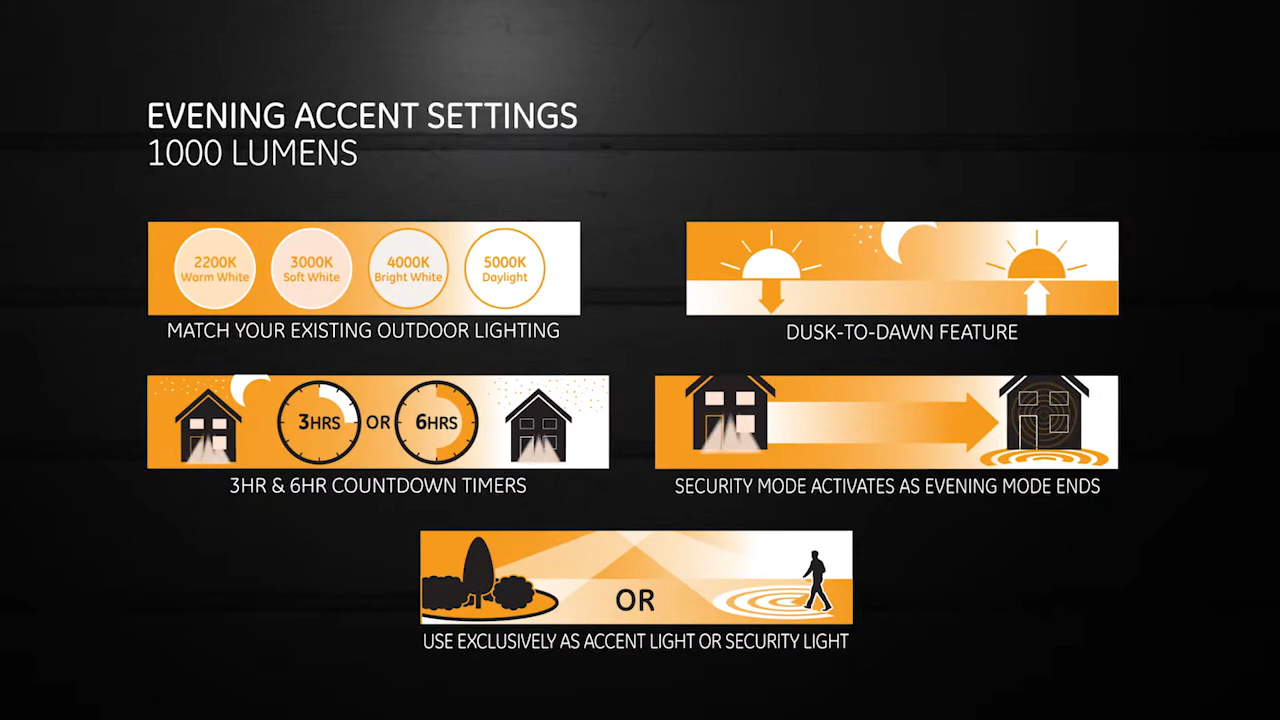 EVENING ACCENT SETTINGS
1000 LUMENS
2200K
Warm White
3000K
Soft White
4000K
Bright White
5000K
Daylight
MATCH YOUR EXISTING OUTDOOR LIGHTING
DUSK-TO-DAWN FEATURE
3HRS OR 6HRS
3HR & 6HR COUNTDOWN TIMERS
SECURITY MODE ACTIVATES AS EVENING MODE ENDS
OR
USE EXCLUSIVELY AS ACCENT LIGHT OR SECURITY LIGHT